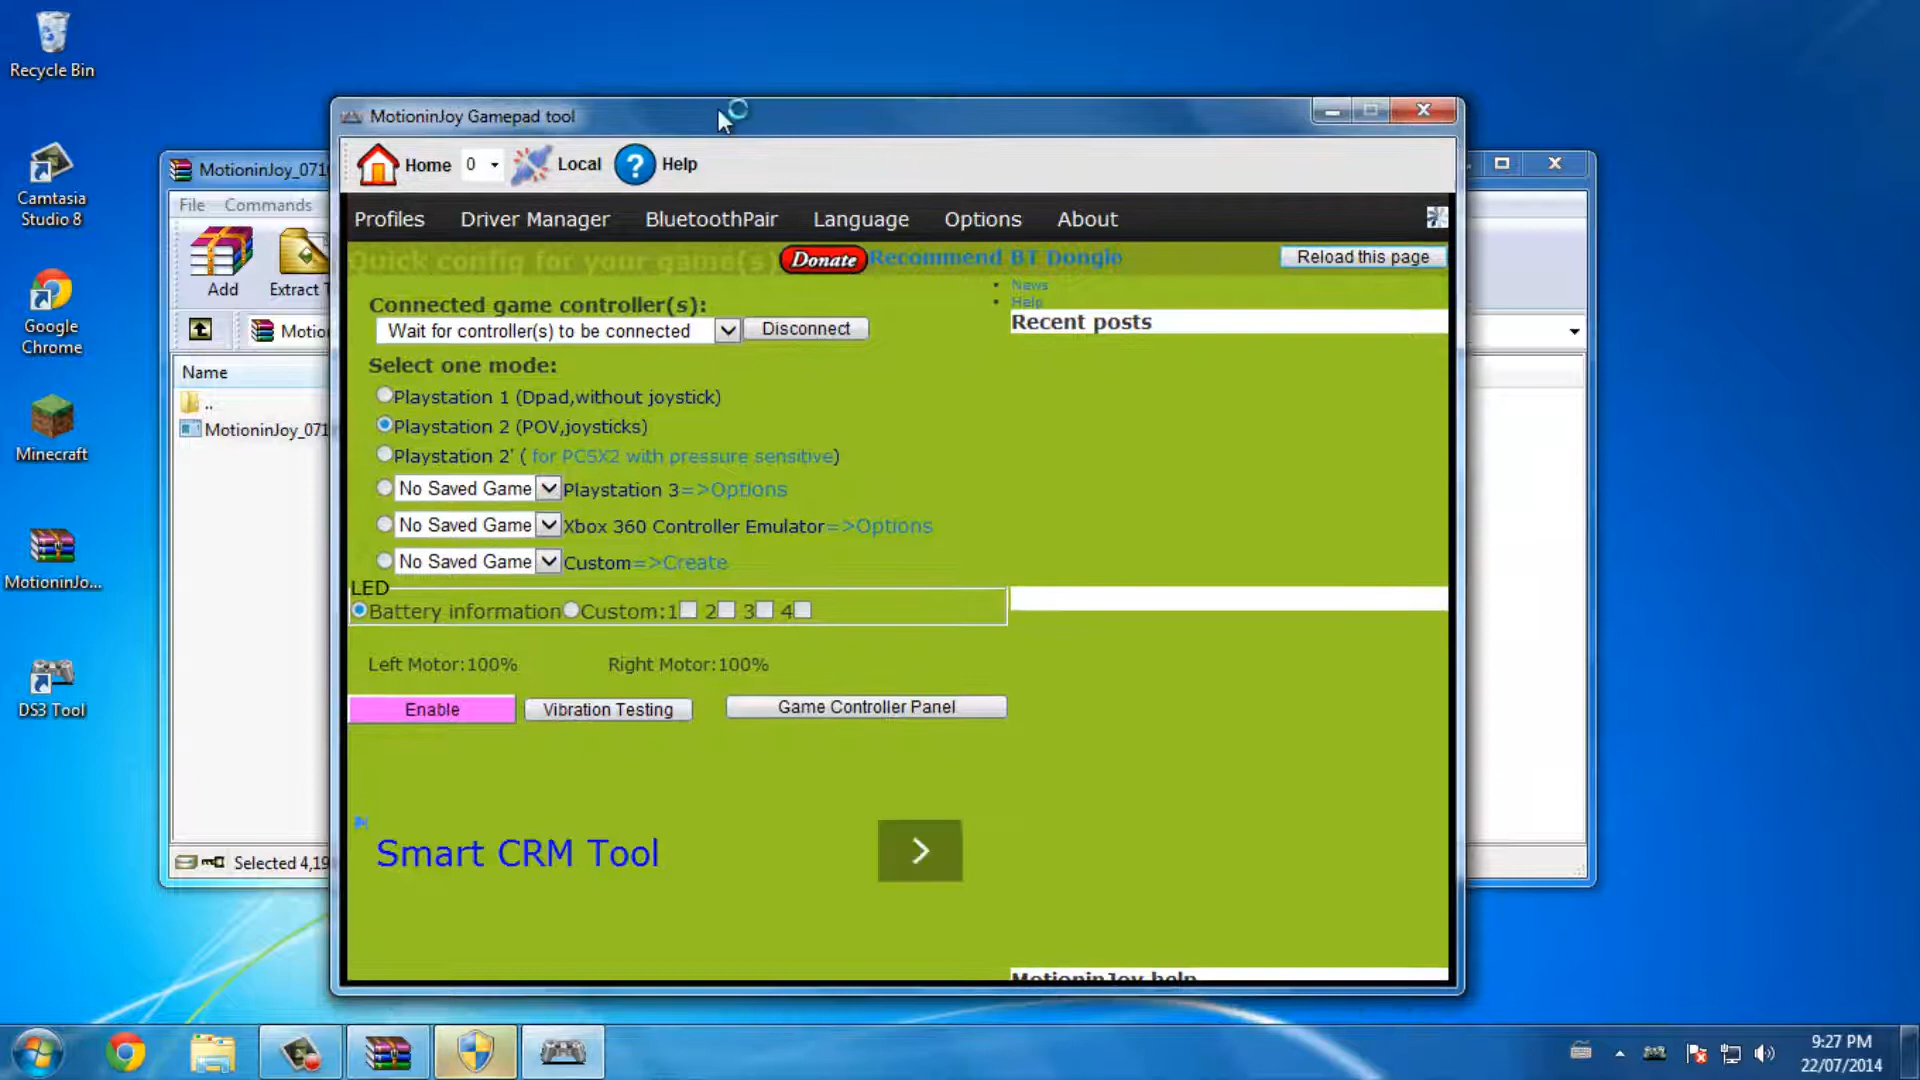 Recycle Bin
Camtasia
Studio 8
Google
Chrome
Minecraft
MotioninJo...
DS3 Tool
MotioninJoy_071
File Commands
Add
Extract T
Motio
Name
..
MotioninJoy_071
Selected 4,19
MotioninJoy Gamepad tool
Home 0 Local ? Help
Profiles Driver Manager BluetoothPair Language Options About
Quick config for your game(s) Donate Recommend BT Dongle Reload this page
News
Help
Recent posts
Connected game controller(s):
Wait for controller(s) to be connected Disconnect
Select one mode:
Playstation 1 (Dpad,without joystick)
Playstation 2 (POV,joysticks)
Playstation 2' ( for PCSX2 with pressure sensitive)
No Saved Game Playstation 3=>Options
No Saved Game Xbox 360 Controller Emulator=>Options
No Saved Game Custom=>Create
LED
Battery information Custom:1 2 3 4
Left Motor:100% Right Motor:100%
Enable Vibration Testing Game Controller Panel
Smart CRM Tool
MotioninJoy help
9:27 PM
22/07/2014